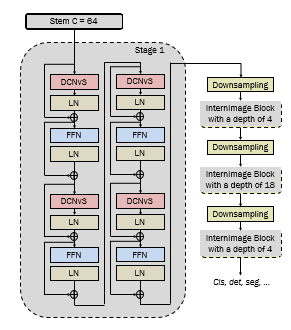 Stem C = 64
Stage 1
DCNv3
LN
FFN
LN
DCNv3
LN
FFN
LN
DCNv3
LN
FFN
LN
DCNv3
LN
FFN
LN
Downsampling
InternImage Block
with a depth of 4
Downsampling
InternImage Block
with a depth of 18
Downsampling
InternImage Block
with a depth of 4
Cls, det, seg, ...